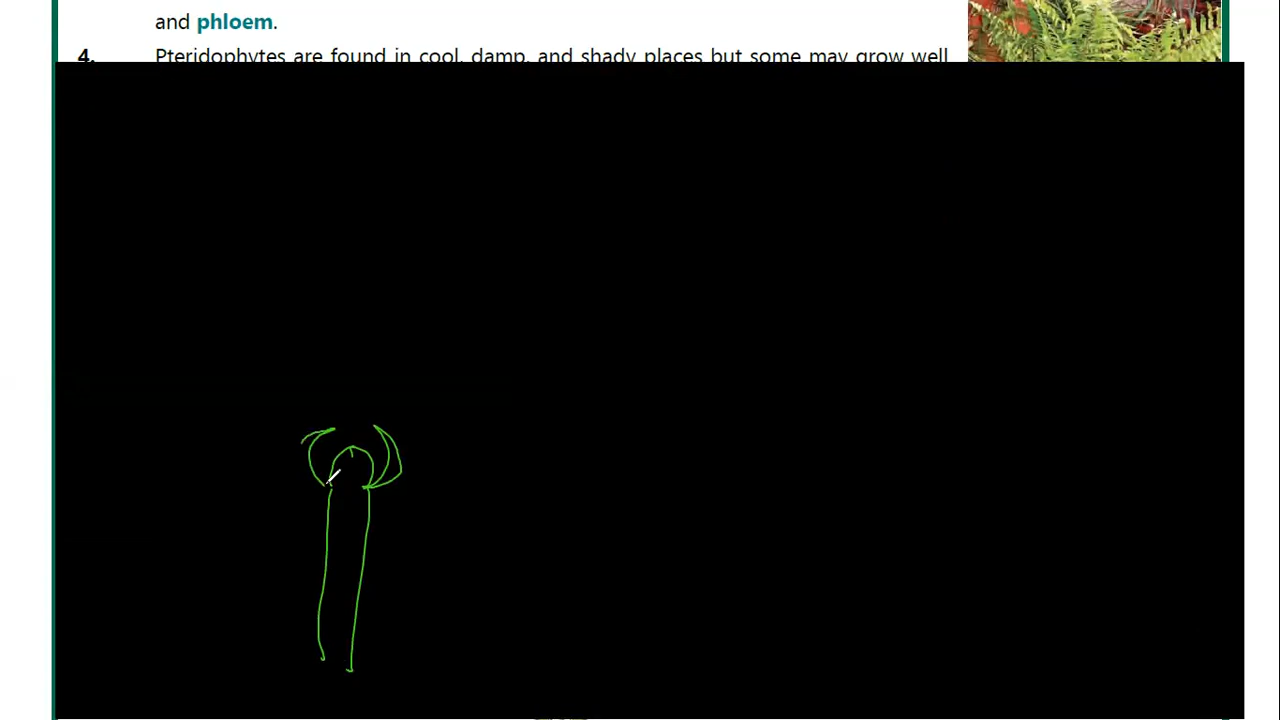 and phloem.
4. Pteridophytes are found in cool, damp, and shady places but some may grow well